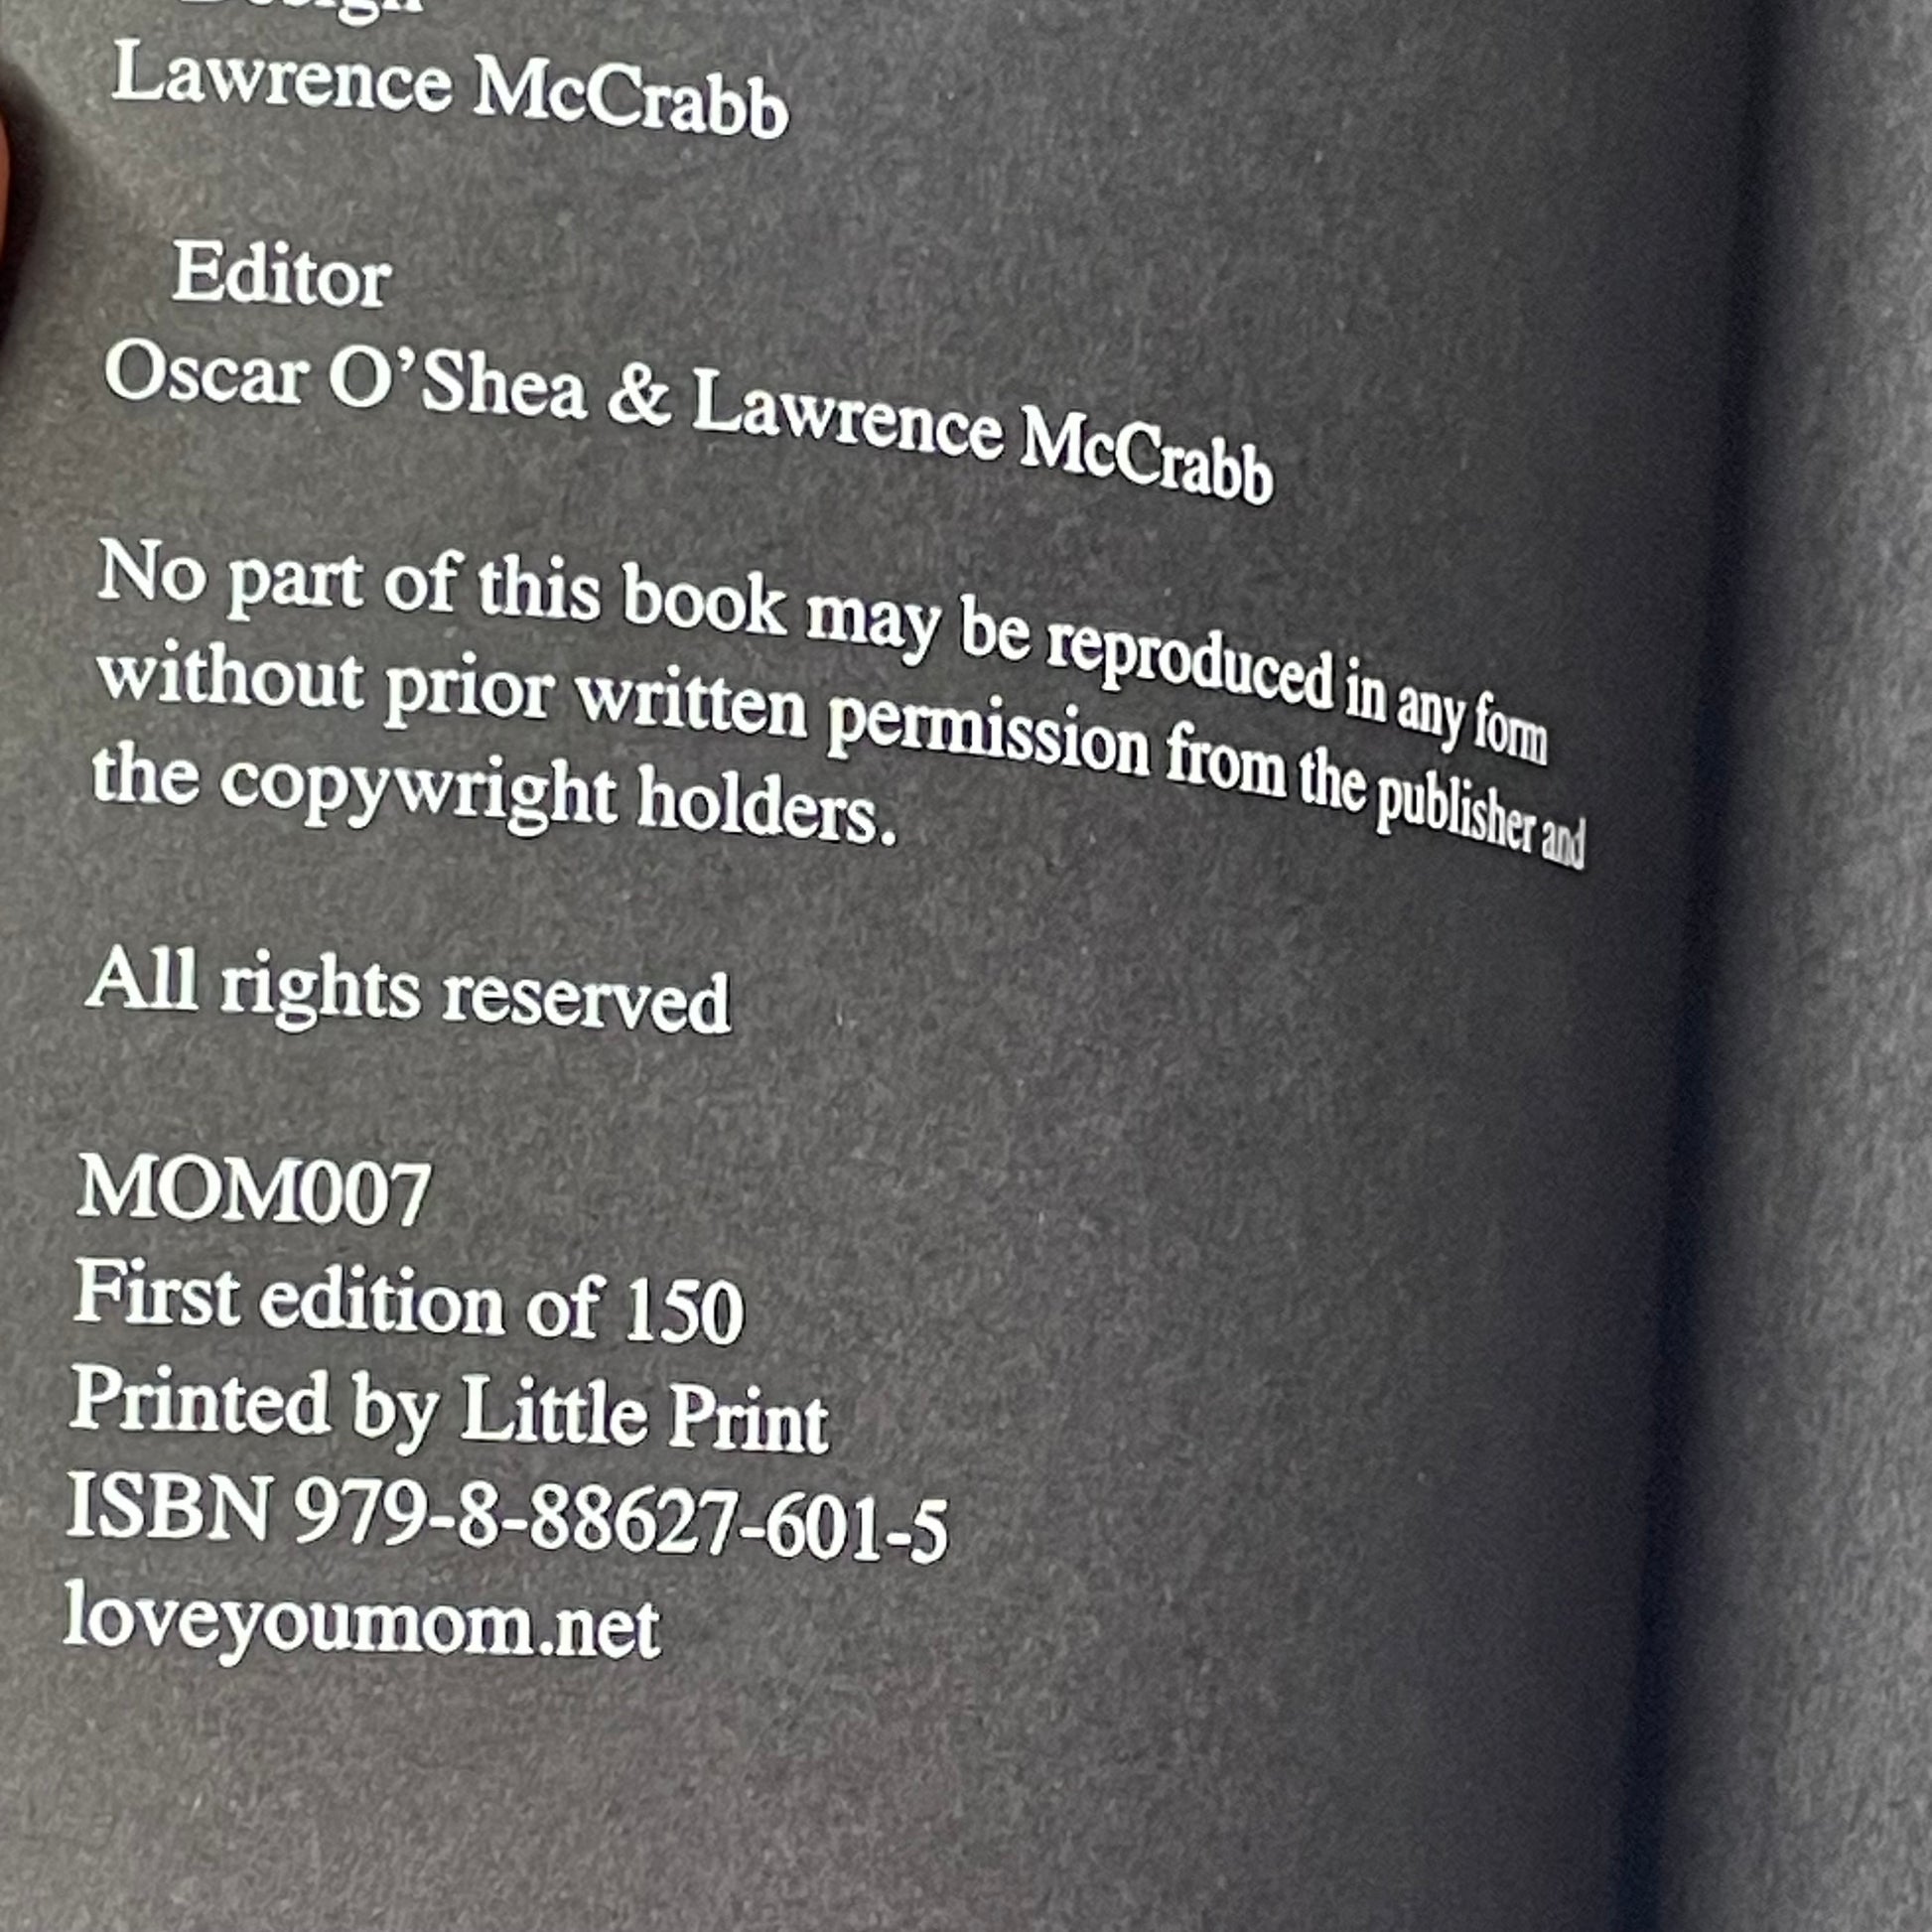 Design
Lawrence McCrabb
Editor
Oscar O’Shea & Lawrence McCrabb
No part of this book may be reproduced in any form
without prior written permission from the publisher and
the copywright holders.
All rights reserved
MOM007
First edition of 150
Printed by Little Print
ISBN 979-8-88627-601-5
loveyoumom.net